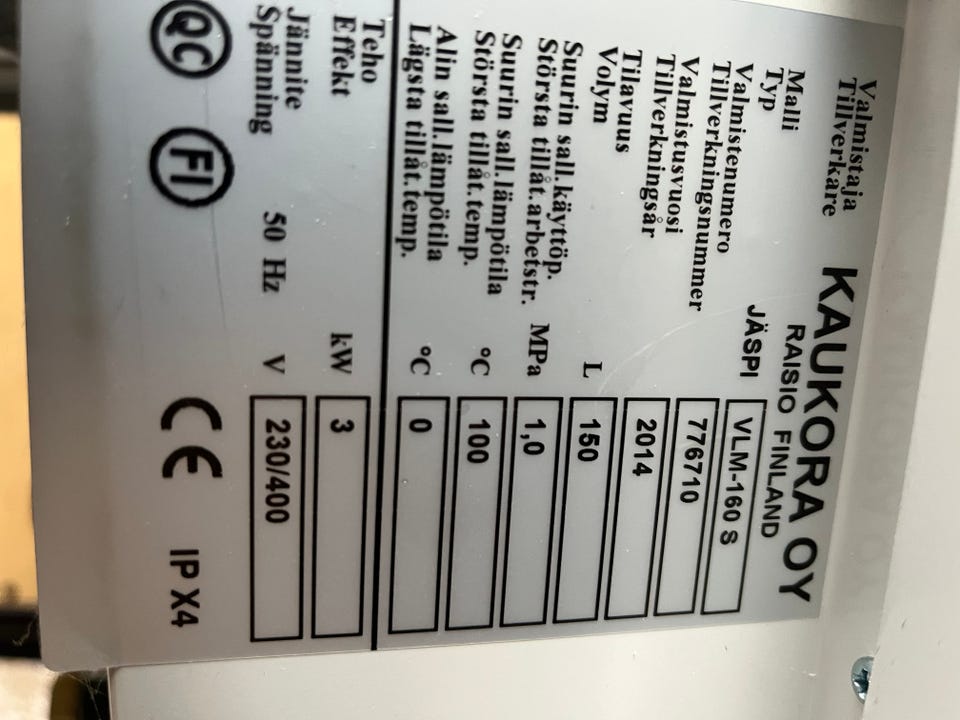 Valmistaja
Tillverkare
KAUKORA OY
RAISIO FINLAND
Malli
Typ
JÄSPI VLM-160 S
Valmistenumero
Tillverkningsnummer
776710
Valmistusvuosi
Tillverkningsår
2014
Tilavuus
Volym
L 150
Suurin sall.käyttöp.
Största tillåt.arbetstr. MPa 1,0
Suurin sall.lämpötila
Största tillåt.temp. °C 100
Alin sall.lämpötila
Lägsta tillåt.temp. °C 0
Teho
Effekt kW 3
Jännite
Spänning 50 Hz V 230/400
QC FI CE IP X4